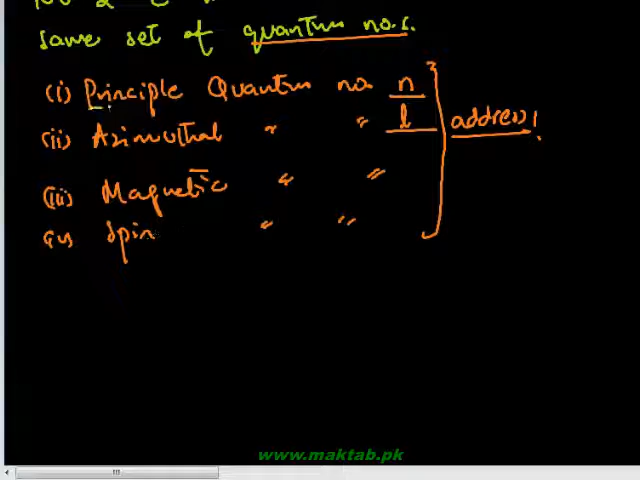 same set of quantum no.s.
(i) Principle Quantum no. n
(ii) Azimuthal " " l
address!
(iii) Magnetic " "
(iv) Spin " "
www.maktab.pk